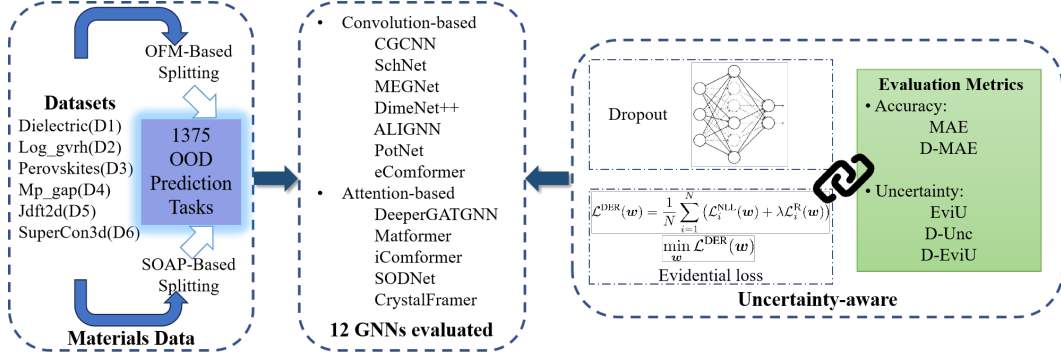 OFM-Based
Splitting
Datasets
Dielectric(D1)
Log_gvrh(D2)
Perovskites(D3)
Mp_gap(D4)
Jdft2d(D5)
SuperCon3d(D6)
1375
OOD
Prediction
Tasks
SOAP-Based
Splitting
Materials Data
• Convolution-based
CGCNN
SchNet
MEGNet
DimeNet++
ALIGNN
PotNet
eComformer
• Attention-based
DeeperGATGNN
Matformer
iComformer
SODNet
CrystalFramer
12 GNNs evaluated
Dropout
$\mathcal{L}^{\mathrm{DER}}(\boldsymbol{w}) = \frac{1}{N} \sum_{i=1}^{N} \left( \mathcal{L}_i^{\mathrm{NLL}}(\boldsymbol{w}) + \lambda \mathcal{L}_i^{\mathrm{R}}(\boldsymbol{w}) \right)$
$\min_{\boldsymbol{w}} \mathcal{L}^{\mathrm{DER}}(\boldsymbol{w})$
Evidential loss
Evaluation Metrics
• Accuracy:
MAE
D-MAE
• Uncertainty:
EviU
D-Unc
D-EviU
Uncertainty-aware